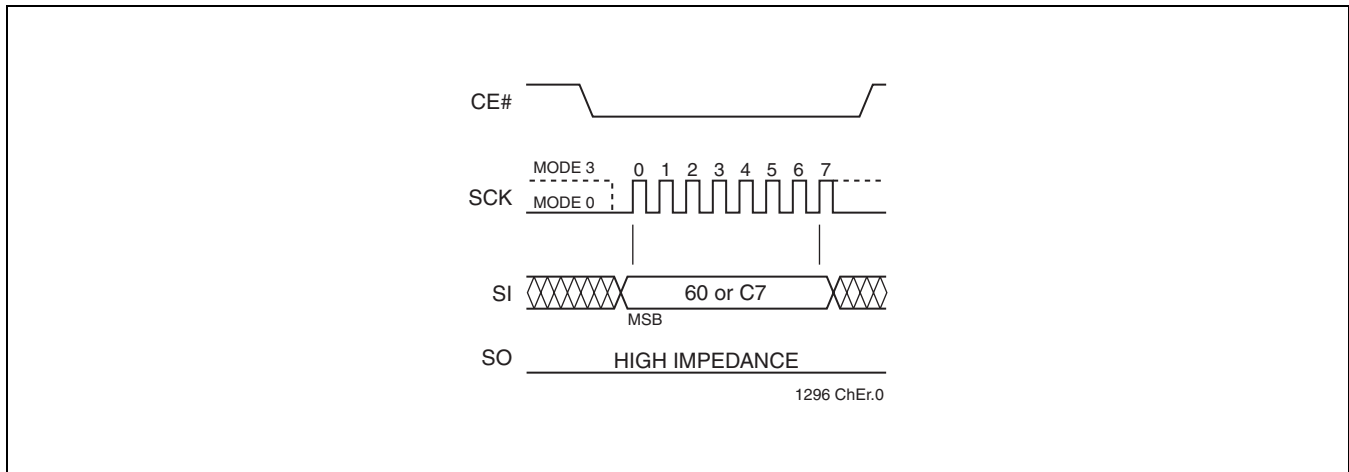 CE#
MODE 3
0 1 2 3 4 5 6 7
SCK
MODE 0
SI
60 or C7
MSB
SO
HIGH IMPEDANCE
1296 ChEr.0